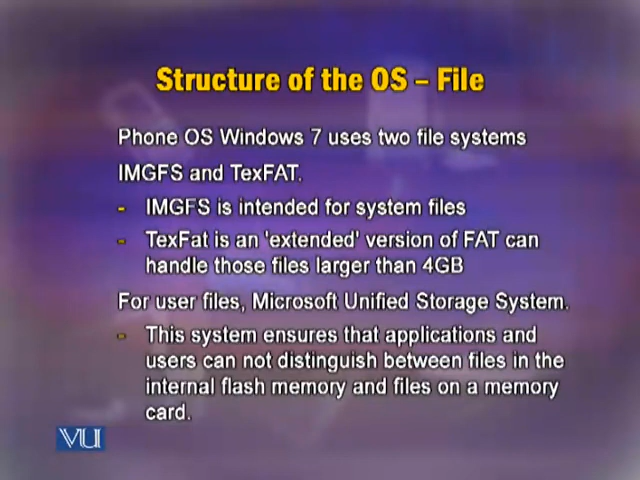 Structure of the OS – File
Phone OS Windows 7 uses two file systems
IMGFS and TexFAT.
- IMGFS is intended for system files
- TexFat is an 'extended' version of FAT can
handle those files larger than 4GB
For user files, Microsoft Unified Storage System.
- This system ensures that applications and
users can not distinguish between files in the
internal flash memory and files on a memory
card.
VU